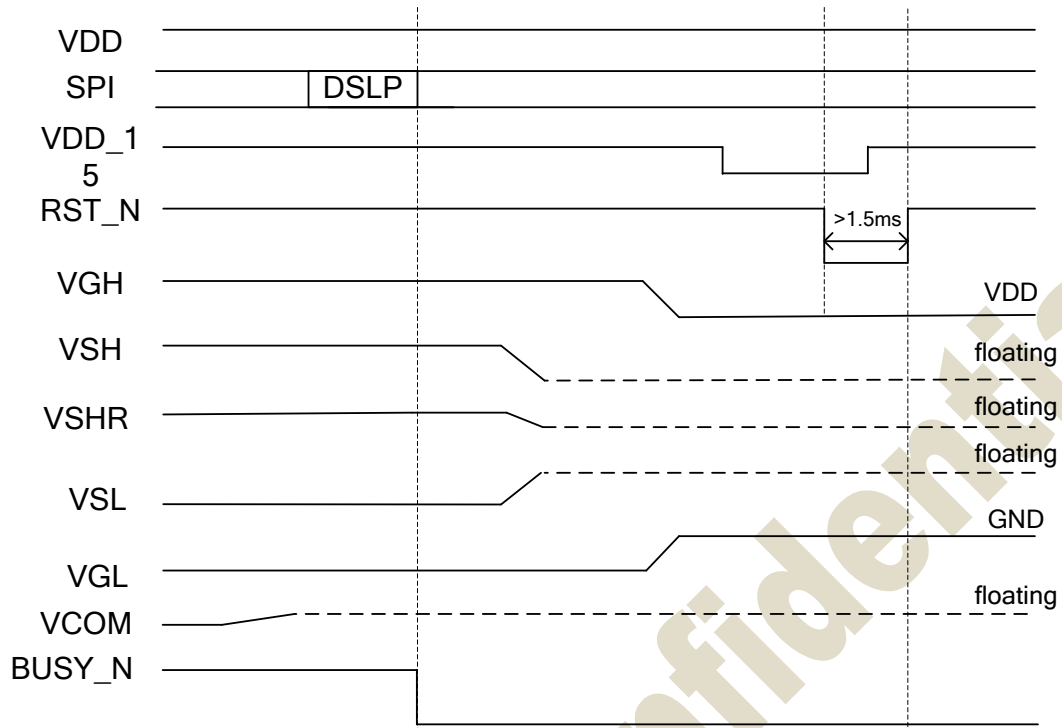 VDD
SPI
DSLP
VDD_1
5
RST_N
>1.5ms
VGH
VDD
VSH
floating
VSHR
floating
floating
VSL
GND
VGL
floating
VCOM
BUSY_N